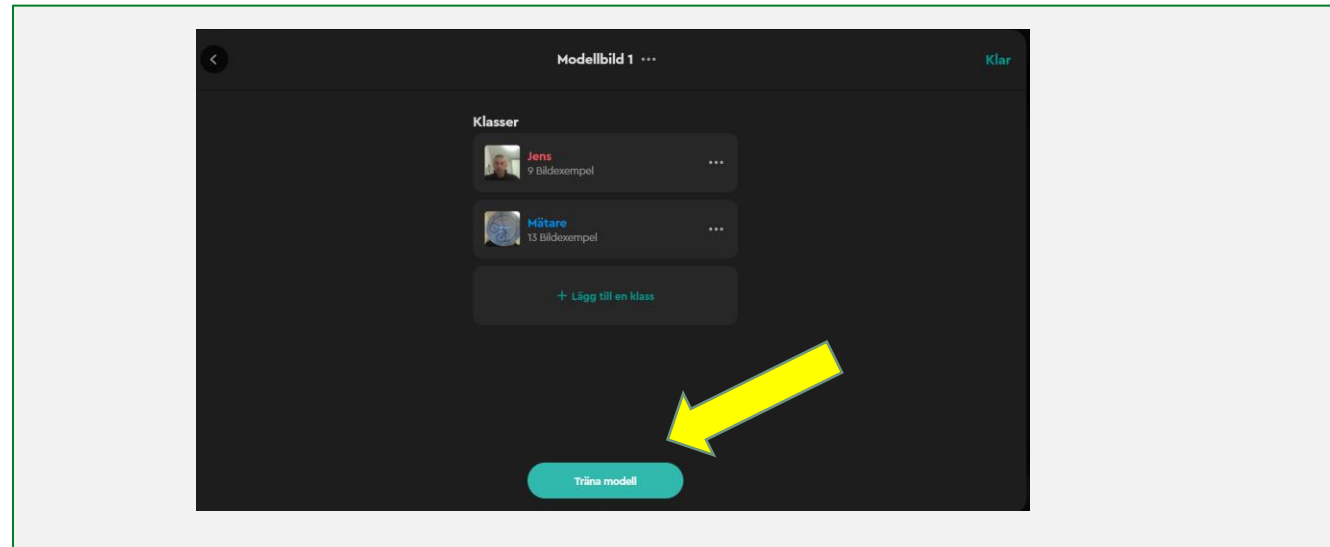 Modellbild 1 ···
Klar
Klasser
Jens
9 Bildexempel
Mätare
13 Bildexempel
+ Lägg till en klass
Träna modell